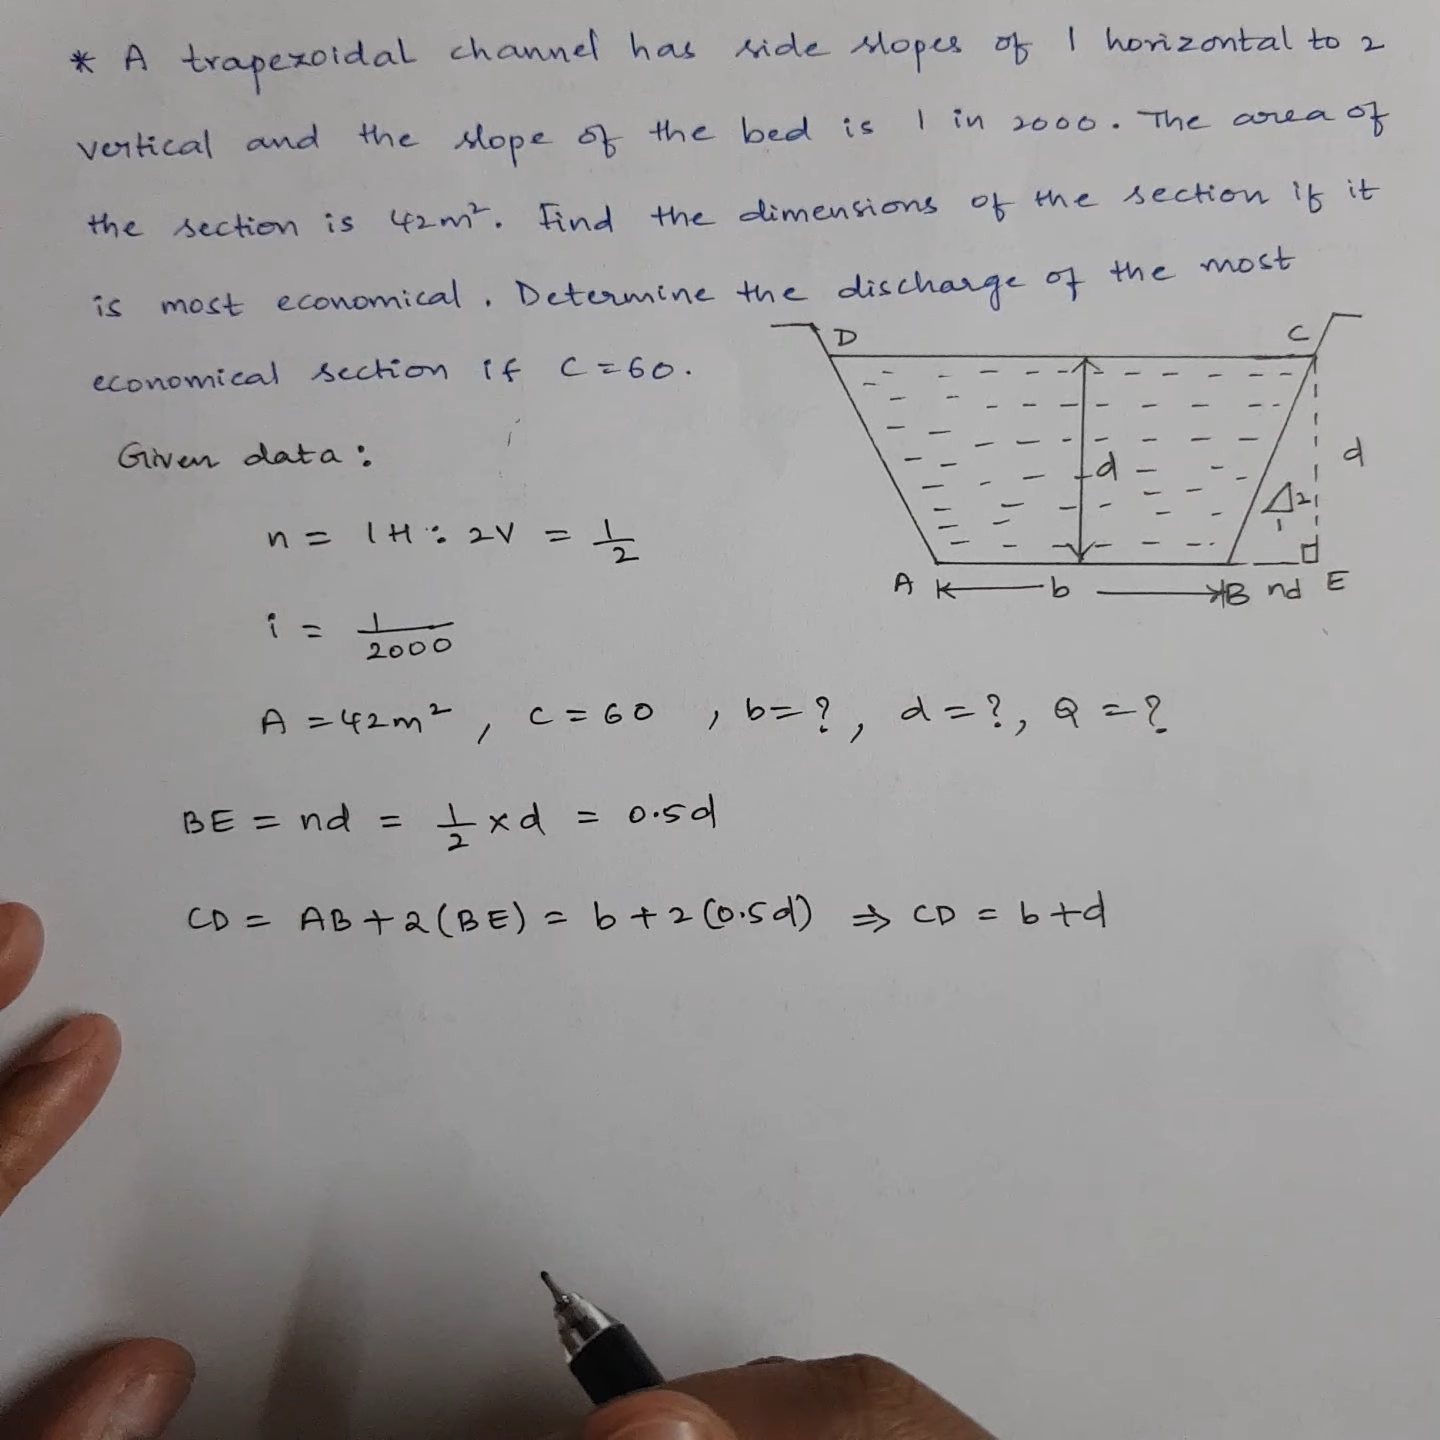 * A trapezoidal channel has side slopes of 1 horizontal to 2
vertical and the slope of the bed is 1 in 2000. The area of
the section is 42m². Find the dimensions of the section if it
is most economical. Determine the discharge of the most
economical section if C=60.
D C
d d
2
1
A b B nd E
Given data:
n = 1H : 2V = 1/2
i = 1/2000
A = 42m², C = 60, b=?, d=?, Q=?
BE = nd = 1/2 x d = 0.5d
CD = AB+2(BE) = b+2(0.5d) ⇒ CD = b+d